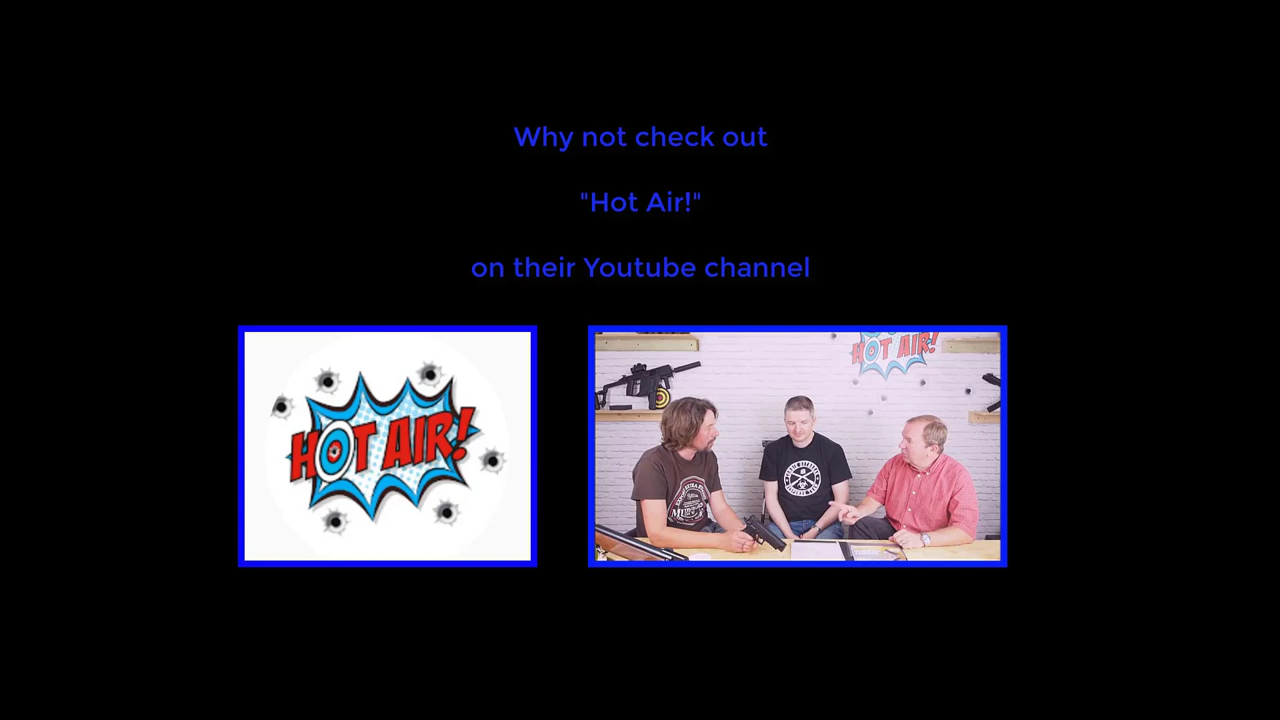 Why not check out
"Hot Air!"
on their Youtube channel
HOT AIR!
HOT AIR!